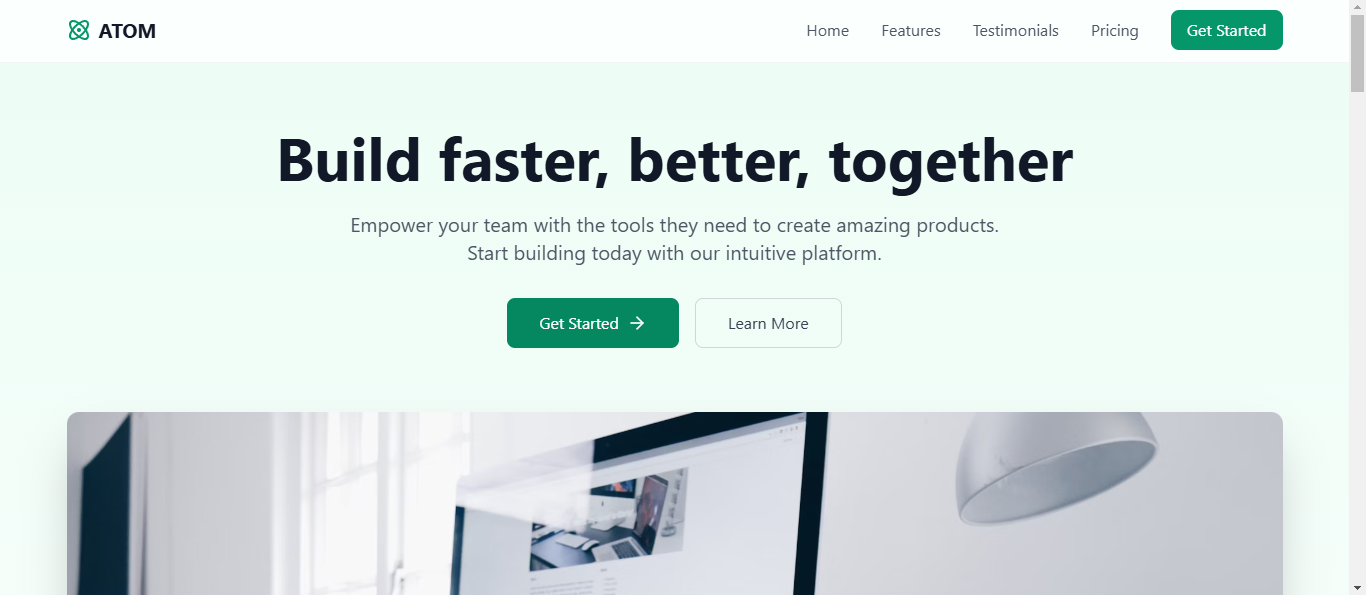 ATOM
Home
Features
Testimonials
Pricing
Get Started
Build faster, better, together
Empower your team with the tools they need to create amazing products.
Start building today with our intuitive platform.
Get Started
Learn More